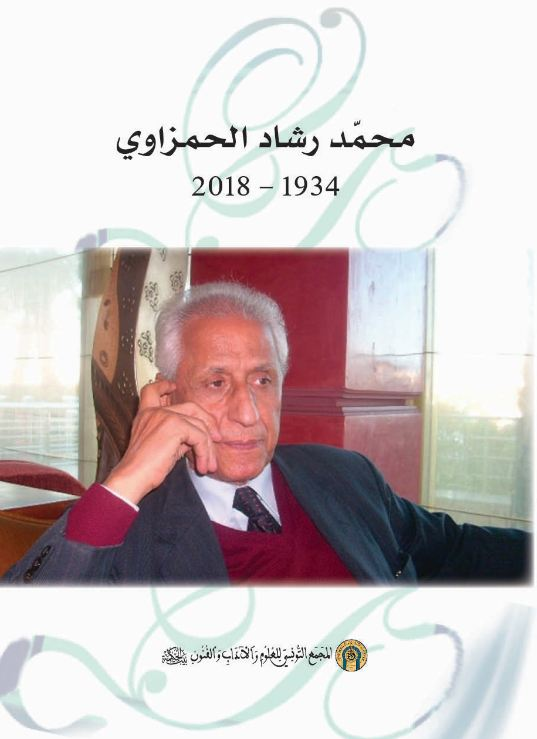 محمّد رشاد الحمزاوي
1934 – 2018
المجمع التونسي للعلوم والآداب والفنون بيت الحكمة